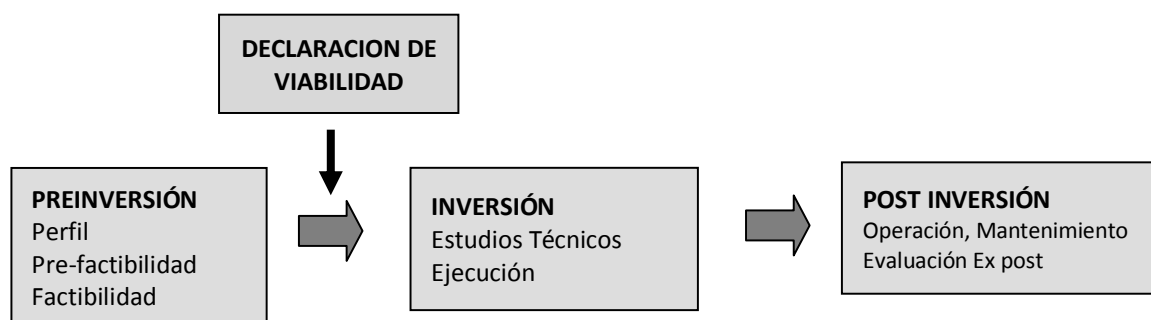 DECLARACION DE
VIABILIDAD
PREINVERSIÓN
Perfil
Pre-factibilidad
Factibilidad
INVERSIÓN
Estudios Técnicos
Ejecución
POST INVERSIÓN
Operación, Mantenimiento
Evaluación Ex post